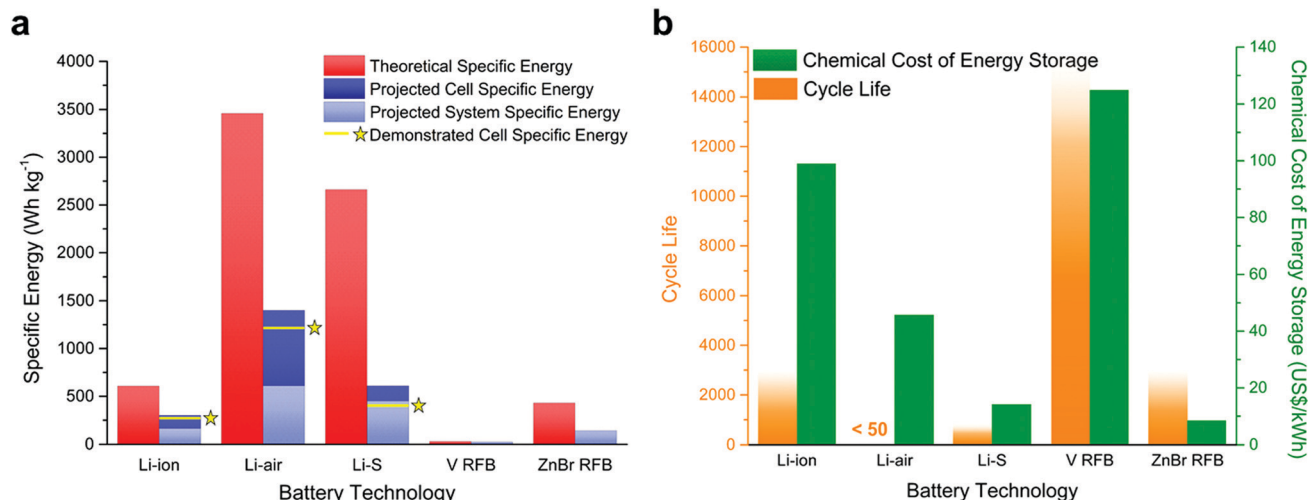 a
4000
3500
3000
2500
2000
1500
1000
500
0
Specific Energy (Wh kg⁻¹)
Theoretical Specific Energy
Projected Cell Specific Energy
Projected System Specific Energy
Demonstrated Cell Specific Energy
Li-ion
Li-air
Li-S
V RFB
ZnBr RFB
Battery Technology
b
16000
14000
12000
10000
8000
6000
4000
2000
0
Cycle Life
Chemical Cost of Energy Storage
Cycle Life
< 50
Li-ion
Li-air
Li-S
V RFB
ZnBr RFB
Battery Technology
140
120
100
80
60
40
20
0
Chemical Cost of Energy
Storage (US$/kWh)